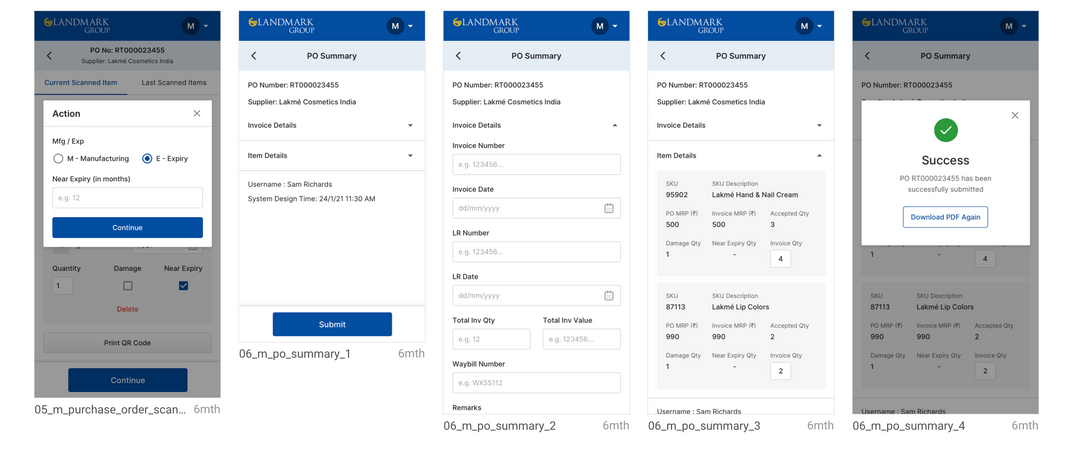 LANDMARK
GROUP
M
PO No: RT000023455
Supplier: Lakmé Cosmetics India
Current Scanned Item
Last Scanned Items
Action
Mfg / Exp
M - Manufacturing
E - Expiry
Near Expiry (in months)
e.g. 12
Continue
Quantity
Damage
Near Expiry
1
Delete
Print QR Code
Continue
05_m_purchase_order_scan...
6mth
LANDMARK
GROUP
M
PO Summary
PO Number: RT000023455
Supplier: Lakmé Cosmetics India
Invoice Details
Item Details
Username : Sam Richards
System Design Time: 24/1/21 11:30 AM
Submit
06_m_po_summary_1
6mth
LANDMARK
GROUP
M
PO Summary
PO Number: RT000023455
Supplier: Lakmé Cosmetics India
Invoice Details
Invoice Number
e.g. 123456...
Invoice Date
dd/mm/yyyy
LR Number
e.g. 123456...
LR Date
dd/mm/yyyy
Total Inv Qty
Total Inv Value
e.g. 12
e.g. 123456...
Waybill Number
e.g. WX55112
Remarks
06_m_po_summary_2
6mth
LANDMARK
GROUP
M
PO Summary
PO Number: RT000023455
Supplier: Lakmé Cosmetics India
Invoice Details
Item Details
SKU
SKU Description
95902
Lakmé Hand & Nail Cream
PO MRP (₹)
Invoice MRP (₹)
Accepted Qty
500
500
3
Damage Qty
Near Expiry Qty
Invoice Qty
1
-
4
SKU
SKU Description
87113
Lakmé Lip Colors
PO MRP (₹)
Invoice MRP (₹)
Accepted Qty
990
990
2
Damage Qty
Near Expiry Qty
Invoice Qty
1
-
2
Username : Sam Richards
06_m_po_summary_3
6mth
LANDMARK
GROUP
M
PO Summary
PO Number: RT000023455
Success
PO RT000023455 has been
successfully submitted
Download PDF Again
1
-
4
SKU
SKU Description
87113
Lakmé Lip Colors
PO MRP (₹)
Invoice MRP (₹)
Accepted Qty
990
990
2
Damage Qty
Near Expiry Qty
Invoice Qty
1
-
2
Username : Sam Richards
06_m_po_summary_4
6mth